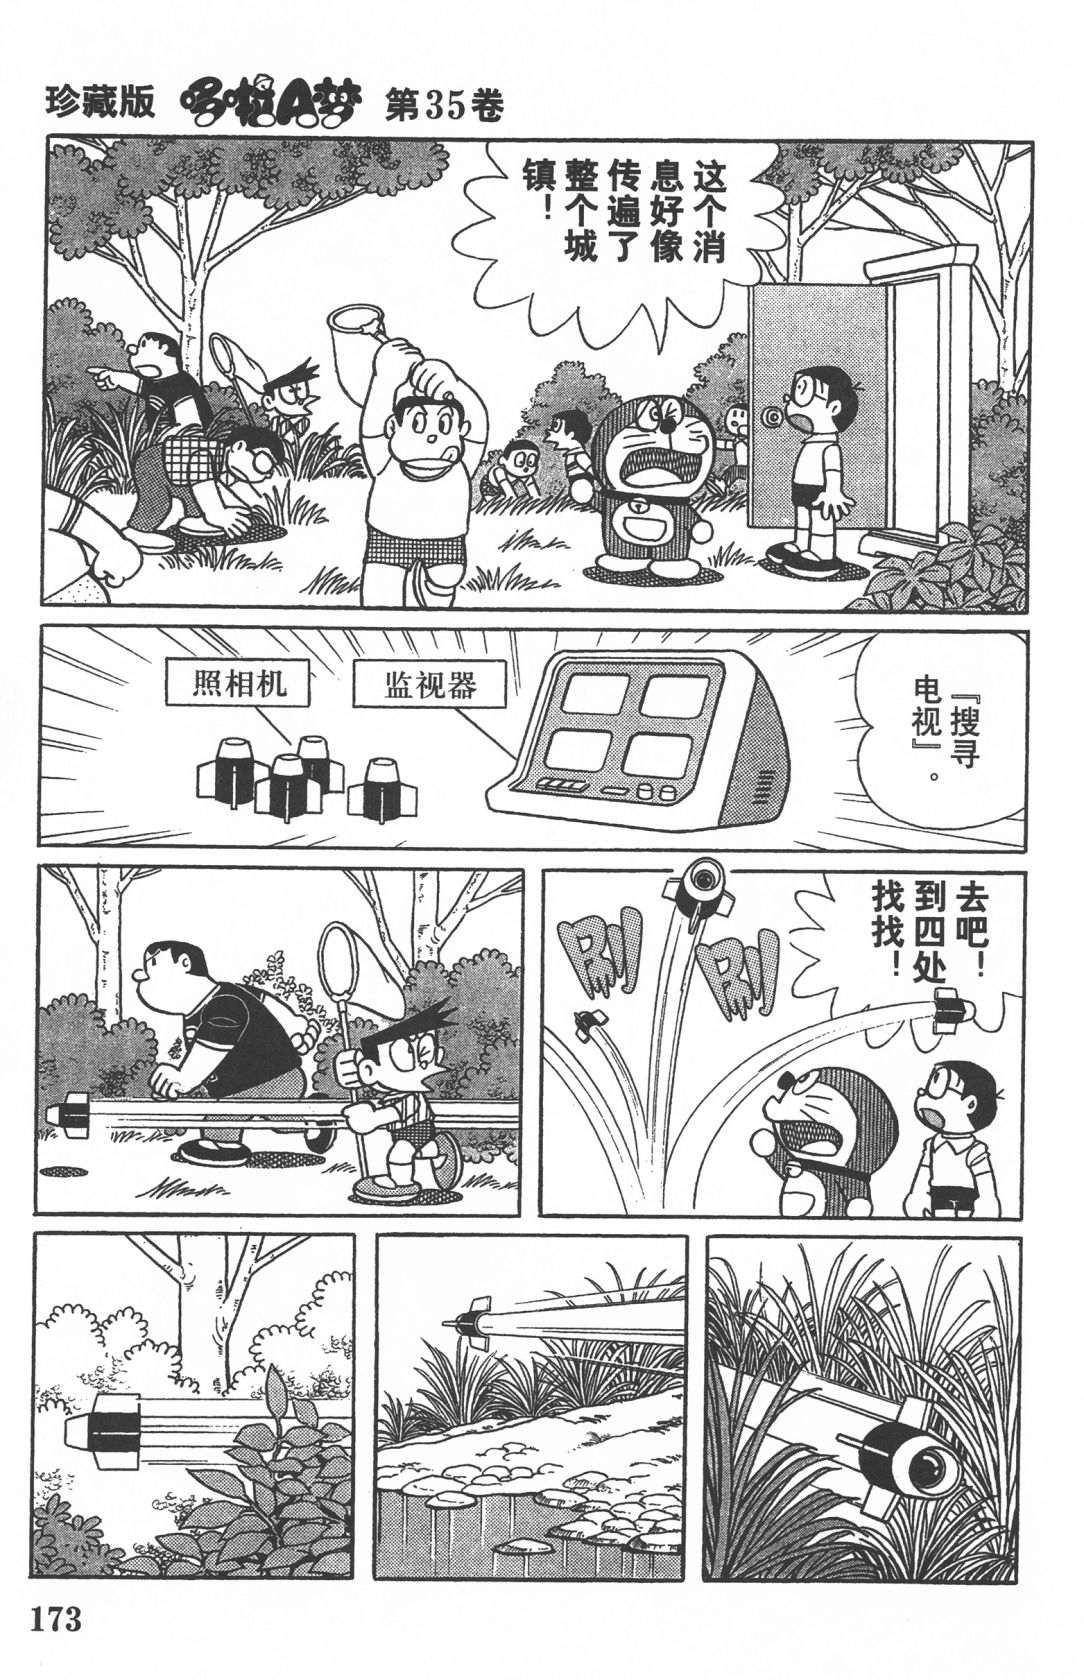 珍藏版 哆啦A梦 第35卷
这个消
息好像
传遍了
整个城
镇！
『搜寻
电视』。
监视器
照相机
去吧！
到四处
找找！
刷
刷
173